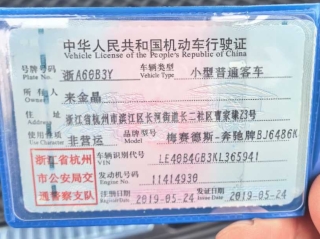 中华人民共和国机动车行驶证
Vehicle License of the People's Republic of China
号牌号码 浙A60B3Y 车辆类型 小型普通客车
Plate No. Vehicle Type
所有人 来金晶
Owner
住址 浙江省杭州市滨江区长河街道长二社区曹家埭23号
Address
使用性质 非营运 品牌型号 梅赛德斯-奔驰牌BJ6486K
Use Character Model
浙江省杭州 车辆识别代号 LE40B4GB3KL365941
VIN
市公安局交 发动机号码 11414930
Engine No.
通警察支队 注册日期 2019-05-24 发证日期 2019-05-24
Register Date Issue Date